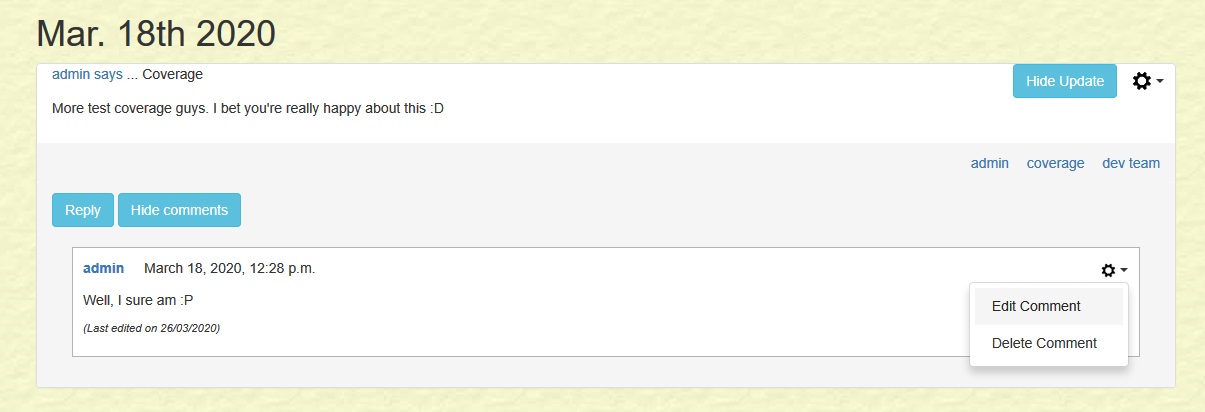 Mar. 18th 2020
admin says ... Coverage
Hide Update
More test coverage guys. I bet you're really happy about this :D
admin coverage dev team
Reply Hide comments
admin March 18, 2020, 12:28 p.m.
Well, I sure am :P
Edit Comment
(Last edited on 26/03/2020)
Delete Comment